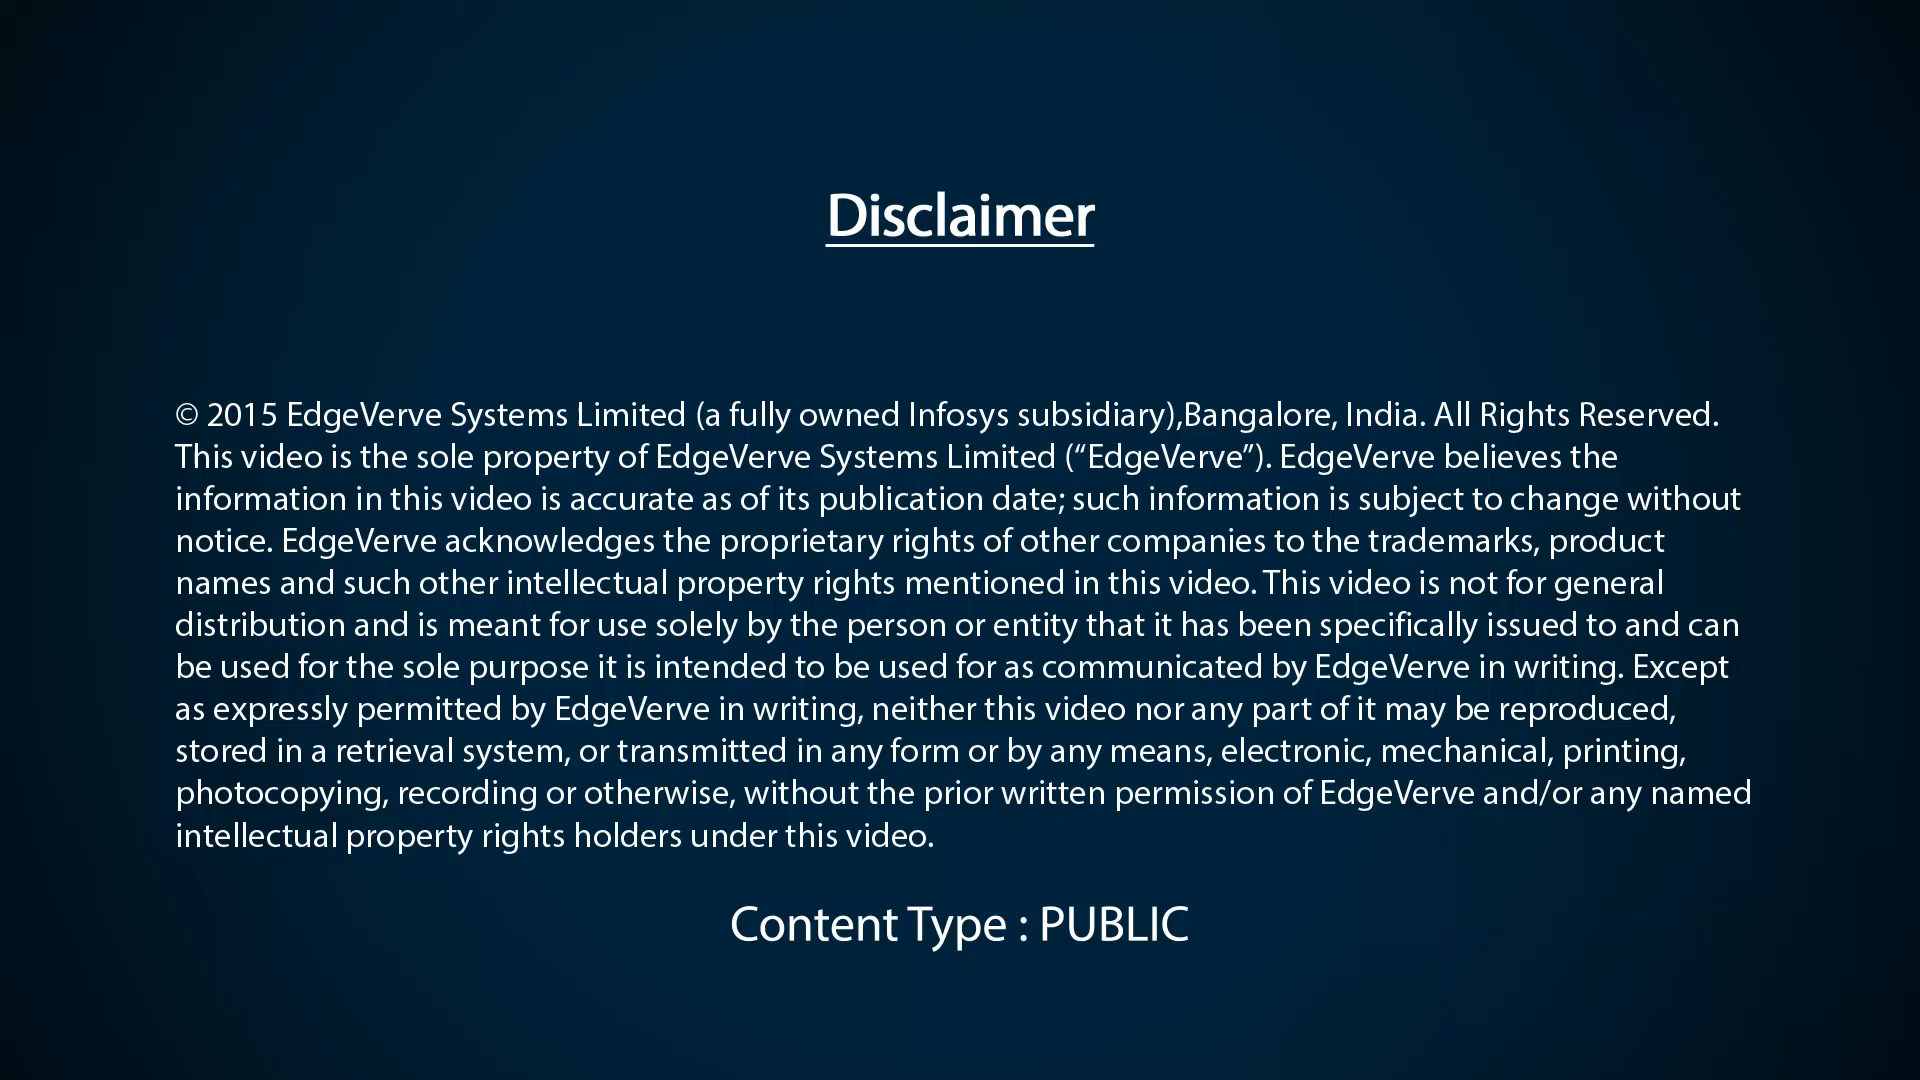 Disclaimer
© 2015 EdgeVerve Systems Limited (a fully owned Infosys subsidiary),Bangalore, India. All Rights Reserved.
This video is the sole property of EdgeVerve Systems Limited (“EdgeVerve”). EdgeVerve believes the
information in this video is accurate as of its publication date; such information is subject to change without
notice. EdgeVerve acknowledges the proprietary rights of other companies to the trademarks, product
names and such other intellectual property rights mentioned in this video. This video is not for general
distribution and is meant for use solely by the person or entity that it has been specifically issued to and can
be used for the sole purpose it is intended to be used for as communicated by EdgeVerve in writing. Except
as expressly permitted by EdgeVerve in writing, neither this video nor any part of it may be reproduced,
stored in a retrieval system, or transmitted in any form or by any means, electronic, mechanical, printing,
photocopying, recording or otherwise, without the prior written permission of EdgeVerve and/or any named
intellectual property rights holders under this video.
Content Type : PUBLIC